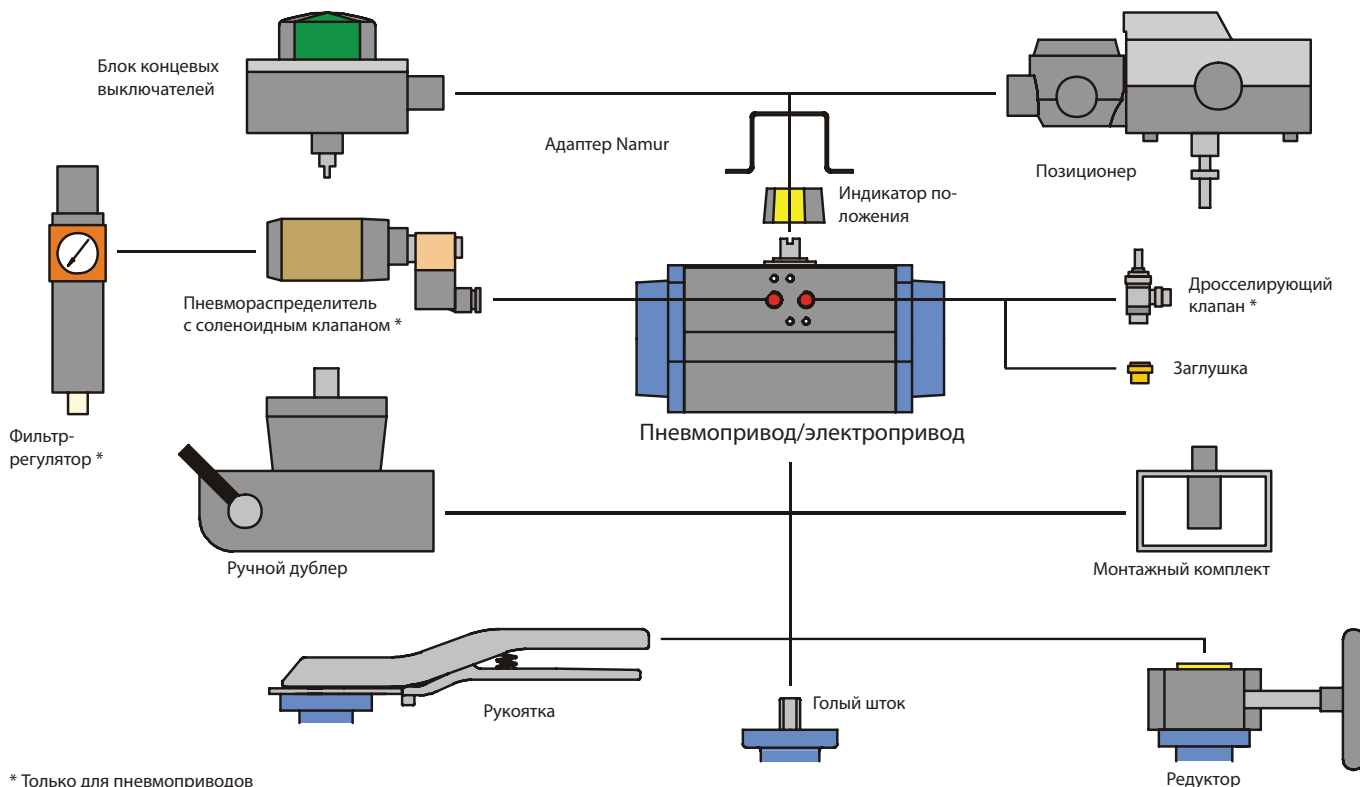 Блок концевых
выключателей
Адаптер Namur
Позиционер
Индикатор по-
ложения
Пневмораспределитель
с соленоидным клапаном *
Дросселирующий
клапан *
Заглушка
Фильтр-
регулятор *
Пневмопривод/электропривод
Ручной дублер
Монтажный комплект
Рукоятка
Голый шток
Редуктор
* Только для пневмоприводов